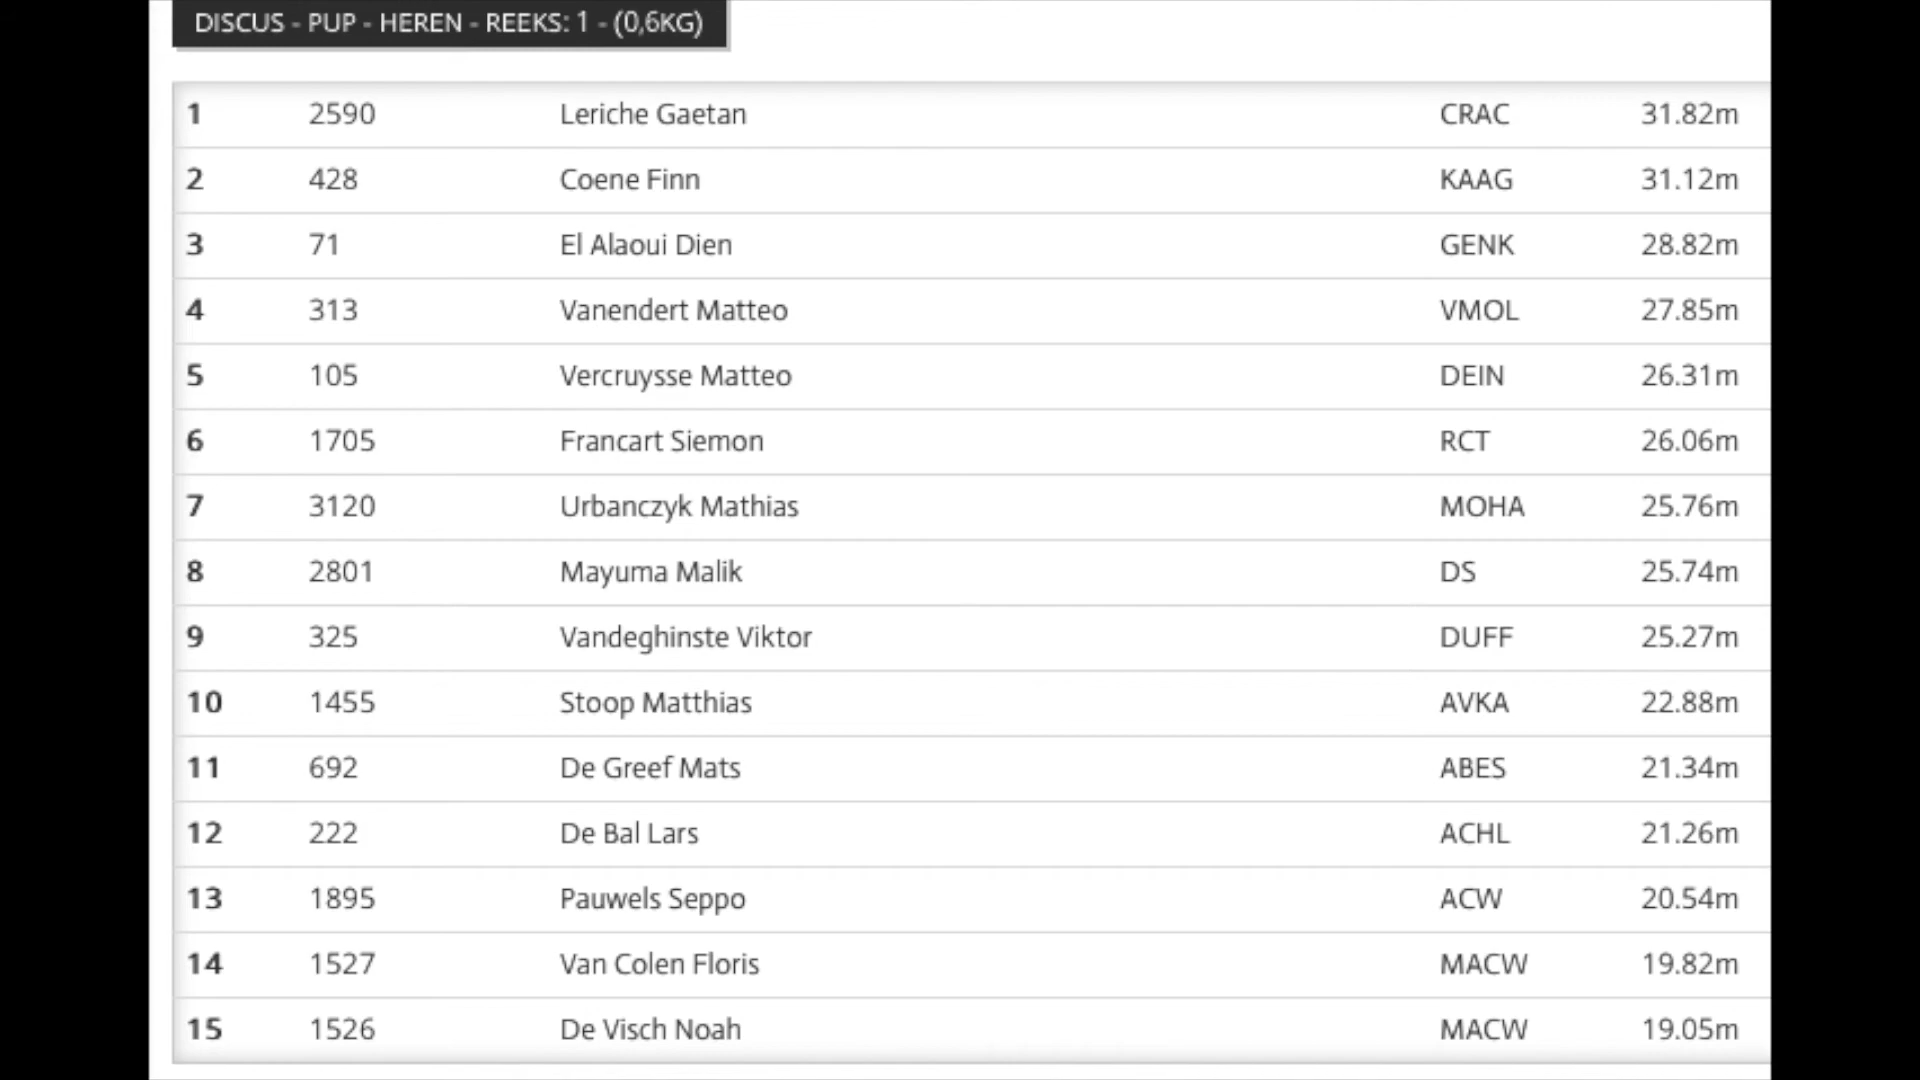 DISCUS - PUP - HEREN - REEKS: 1 - (0,6KG)
1 2590 Leriche Gaetan CRAC 31.82m
2 428 Coene Finn KAAG 31.12m
3 71 El Alaoui Dien GENK 28.82m
4 313 Vanendert Matteo VMOL 27.85m
5 105 Vercruysse Matteo DEIN 26.31m
6 1705 Francart Siemon RCT 26.06m
7 3120 Urbanczyk Mathias MOHA 25.76m
8 2801 Mayuma Malik DS 25.74m
9 325 Vandeghinste Viktor DUFF 25.27m
10 1455 Stoop Matthias AVKA 22.88m
11 692 De Greef Mats ABES 21.34m
12 222 De Bal Lars ACHL 21.26m
13 1895 Pauwels Seppo ACW 20.54m
14 1527 Van Colen Floris MACW 19.82m
15 1526 De Visch Noah MACW 19.05m